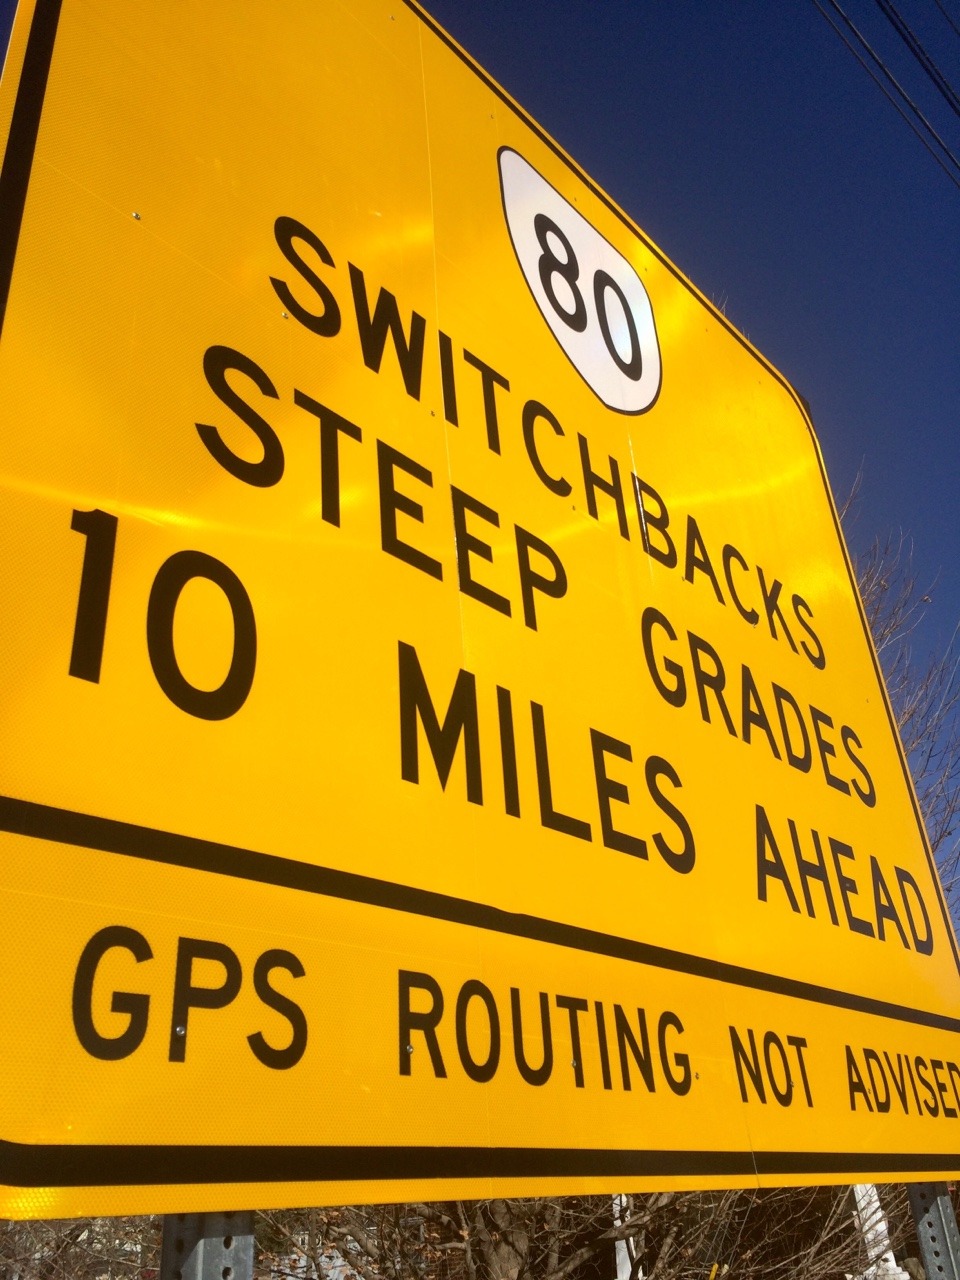 80
SWITCHBACKS
STEEP GRADES
10 MILES AHEAD
GPS ROUTING NOT ADVISED